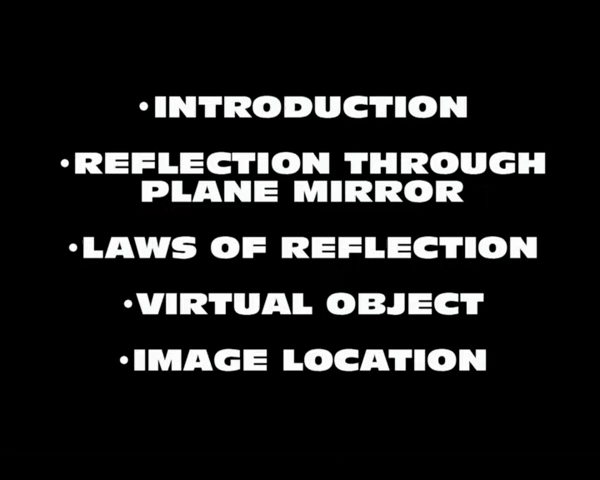 •INTRODUCTION
•REFLECTION THROUGH
PLANE MIRROR
•LAWS OF REFLECTION
•VIRTUAL OBJECT
•IMAGE LOCATION